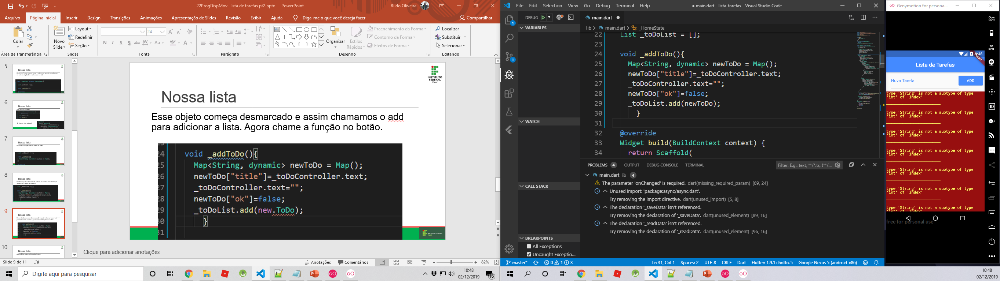 22ProgDispMov -lista de tarefas pt2.pptx - PowerPoint
Rildo Oliveira
Arquivo
Página Inicial
Inserir
Design
Transições
Animações
Apresentação de Slides
Revisão
Exibir
Ajuda
Diga-me o que você deseja fazer
Compartilhar
Colar
Novo Slide
Layout
Redefinir
Seção
24
Organizar
Estilos Rápidos
Preenchimento da Forma
Contorno da Forma
Efeitos de Forma
Localizar
Substituir
Selecionar
Área de Transferência
Slides
Fonte
Parágrafo
Desenho
Editando
5
Nossa lista
6
Nossa lista
7
Nossa lista
8
Nossa lista
9
Nossa lista
10
Nossa lista
INSTITUTO
FEDERAL
Piauí
Nossa lista
Esse objeto começa desmarcado e assim chamamos o add
para adicionar a lista. Agora chame a função no botão.
24 void _addToDo(){
25 Map<String, dynamic> newToDo = Map();
26 newToDo["title"]=_toDoController.text;
27 _toDoController.text="";
28 newToDo["ok"]=false;
29 _toDoList.add(new.ToDo);
30 }
31
INSTITUTO FEDERAL
Piauí
Clique para adicionar anotações
Slide 9 de 11
Anotações
Comentários
82%
Digite aqui para pesquisar
10:48
02/12/2019
16
File Edit Selection View Go Debug Terminal Help
● main.dart - lista_tarefas - Visual Studio Code
DEBUG
main.dart
VARIABLES
lib > main.dart > _HomeState
22 List _toDoList = [];
23
24 void _addToDo(){
25 Map<String, dynamic> newToDo = Map();
26 newToDo["title"]=_toDoController.text;
27 _toDoController.text="";
28 newToDo["ok"]=false;
29 _toDoList.add(newToDo);
30 }
31
32 @override
33 Widget build(BuildContext context) {
34 return Scaffold(
WATCH
CALL STACK
BREAKPOINTS
All Exceptions
Uncaught Exceptio...
PROBLEMS 4 OUTPUT DEBUG CONSOLE TERMINAL
Filter. E.g.: text, **/*.ts, !**/...
main.dart lib 4
The parameter 'onChanged' is required. dart(missing_required_param) [69, 24]
Unused import: 'package:async/async.dart'.
Try removing the import directive. dart(unused_import) [5, 8]
The declaration '_saveData' isn't referenced.
Try removing the declaration of '_saveData'. dart(unused_element) [89, 16]
The declaration '_readData' isn't referenced.
Try removing the declaration of '_readData'. dart(unused_element) [96, 16]
master*
0 1 3
Ln 31, Col 1
Spaces: 2
UTF-8
CRLF
Dart
Flutter: 1.9.1+hotfix.5
Google Nexus 5 (android-x86)
Genymotion for persona...
Open
GAPPS
GPS
ID
8:48
DEBUG
Lista de Tarefas
Nova Tarefa
ADD
type 'String' is not a subtype of type
'int' of 'index'
type 'String' is not a subtype of type
'int' of 'index'
type 'String' is not a subtype of type
'int' of 'index'
type 'String' is not a subtype of type
'int' of 'index'
type 'String' is not a subtype of type
'int' of 'index'
type 'String' is not a subtype of type
'int' of 'index'
type 'String' is not a subtype of type
'int' of 'index'
free for personal use
10:48
02/12/2019